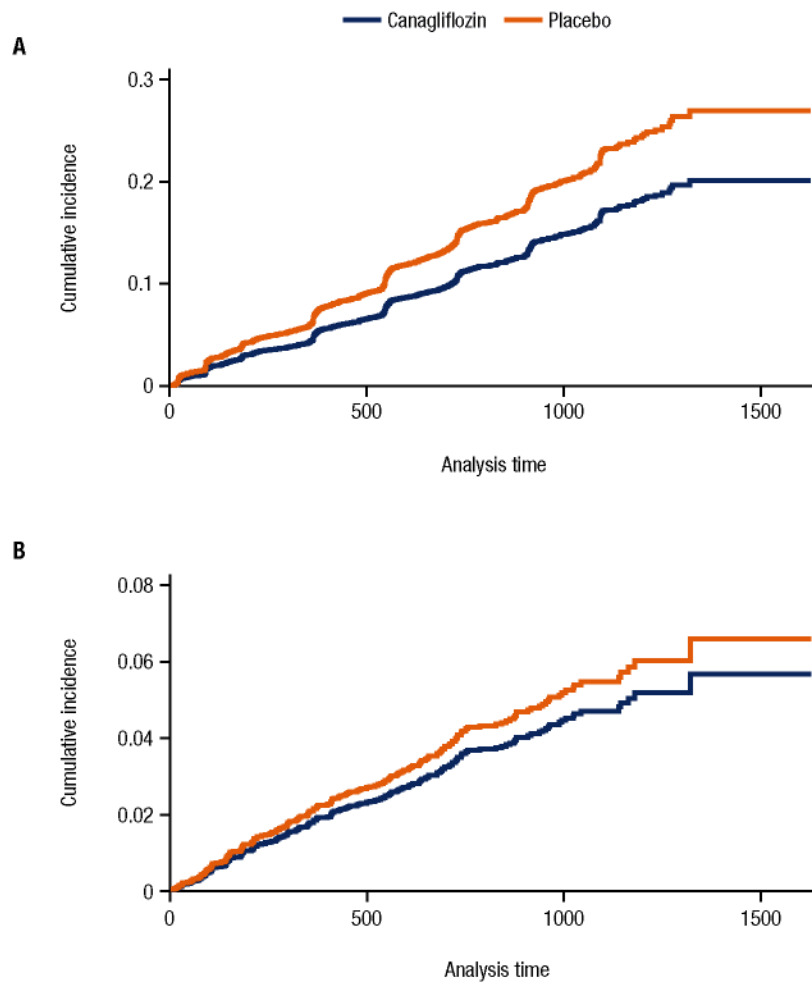 Canagliflozin Placebo
A
0.3
0.2
0.1
0
Cumulative incidence
0 500 1000 1500
Analysis time
B
0.08
0.06
0.04
0.02
0
Cumulative incidence
0 500 1000 1500
Analysis time